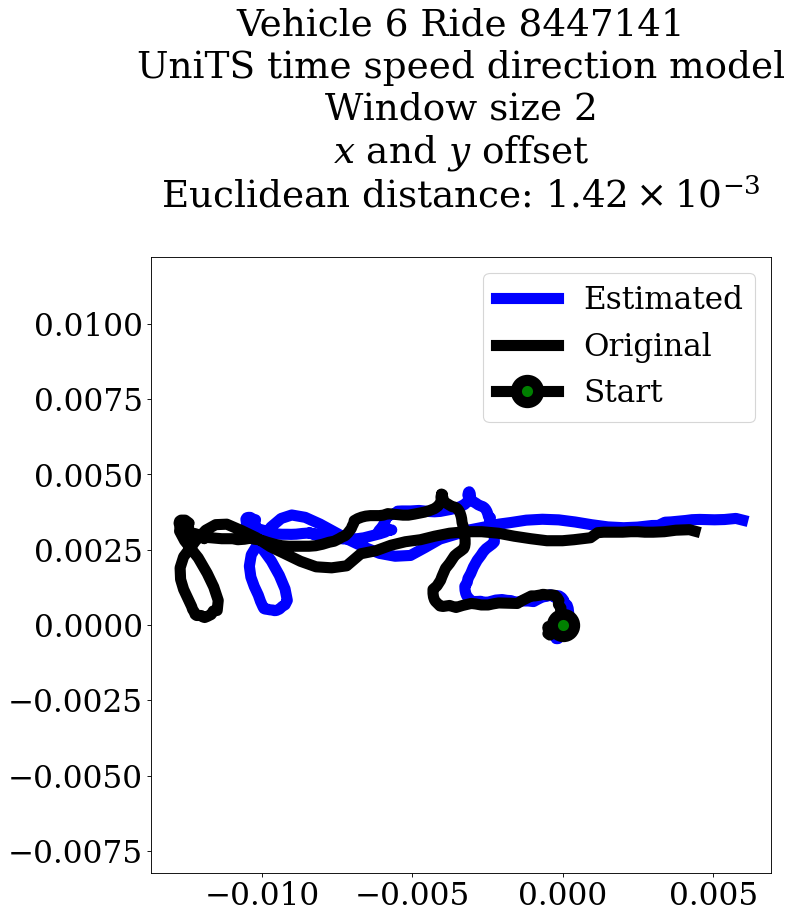 Vehicle 6 Ride 8447141
UniTS time speed direction model
Window size 2
x and y offset
Euclidean distance: 1.42 × 10⁻³
Estimated
Original
Start
0.0100
0.0075
0.0050
0.0025
0.0000
−0.0025
−0.0050
−0.0075
−0.010 −0.005 0.000 0.005